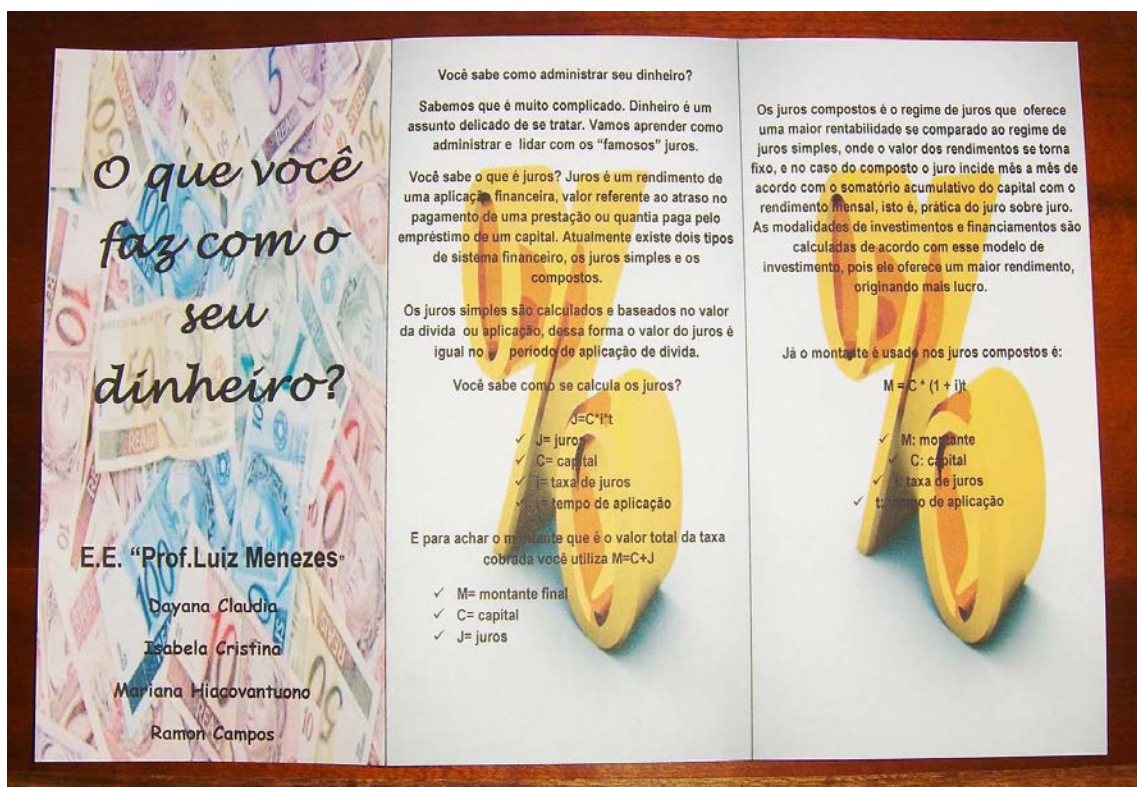 O que você
faz com o
seu
dinheiro?
E.E. “Prof.Luiz Menezes”
Dayana Claudia
Isabela Cristina
Mariana Hiacovantuono
Ramon Campos
Você sabe como administrar seu dinheiro?
Sabemos que é muito complicado. Dinheiro é um
assunto delicado de se tratar. Vamos aprender como
administrar e lidar com os “famosos” juros.
Você sabe o que é juros? Juros é um rendimento de
uma aplicação financeira, valor referente ao atraso no
pagamento de uma prestação ou quantia paga pelo
empréstimo de um capital. Atualmente existe dois tipos
de sistema financeiro, os juros simples e os
compostos.
Os juros simples são calculados e baseados no valor
da divida ou aplicação, dessa forma o valor do juros é
igual no período de aplicação de divida.
Você sabe como se calcula os juros?
J=C*i*t
✓ J= juros
✓ C= capital
✓ i= taxa de juros
✓ t= tempo de aplicação
E para achar o montante que é o valor total da taxa
cobrada você utiliza M=C+J
✓ M= montante final
✓ C= capital
✓ J= juros
Os juros compostos é o regime de juros que oferece
uma maior rentabilidade se comparado ao regime de
juros simples, onde o valor dos rendimentos se torna
fixo, e no caso do composto o juro incide mês a mês de
acordo com o somatório acumulativo do capital com o
rendimento mensal, isto é, prática do juro sobre juro.
As modalidades de investimentos e financiamentos são
calculadas de acordo com esse modelo de
investimento, pois ele oferece um maior rendimento,
originando mais lucro.
Já o montante é usado nos juros compostos é:
M = C * (1 + i)t
✓ M: montante
✓ C: capital
✓ i: taxa de juros
✓ t: tempo de aplicação